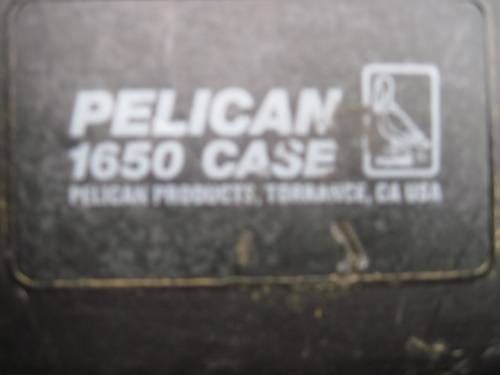 PELICAN
1650 CASE
PELICAN PRODUCTS, TORRANCE, CA USA